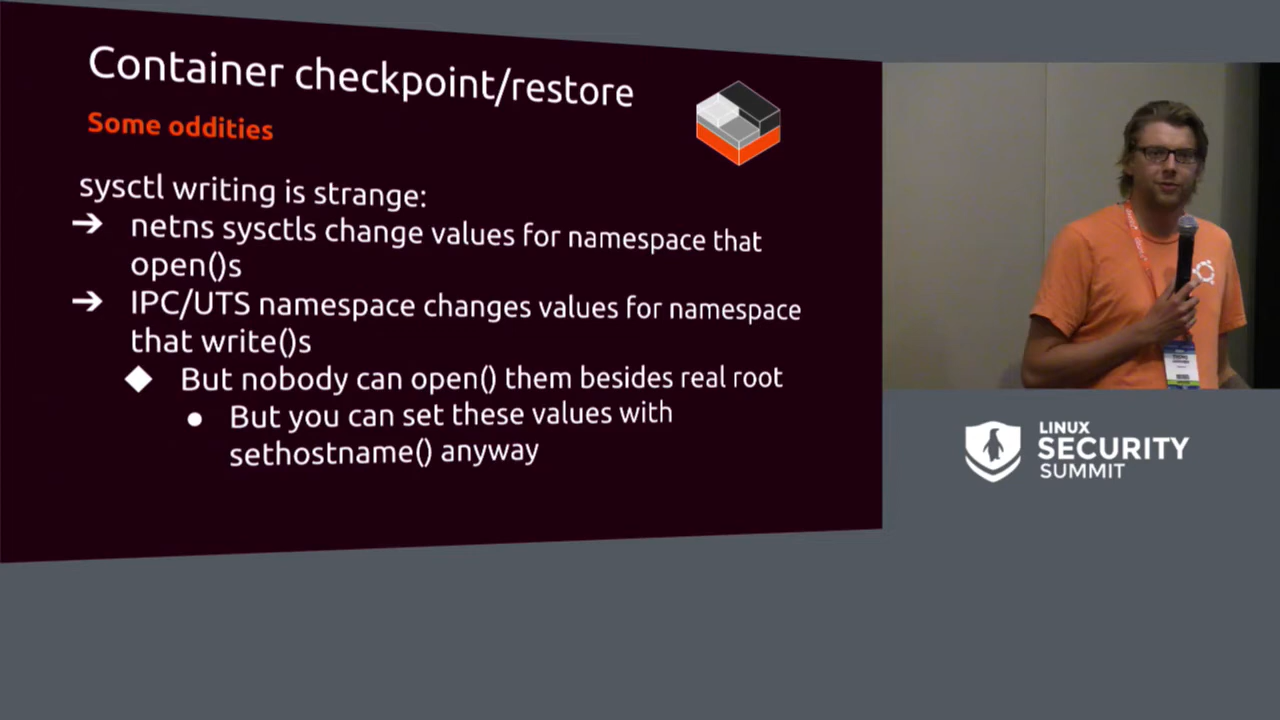 Container checkpoint/restore
Some oddities
sysctl writing is strange:
➔ netns sysctls change values for namespace that
open()s
➔ IPC/UTS namespace changes values for namespace
that write()s
◆ But nobody can open() them besides real root
● But you can set these values with
sethostname() anyway
LINUX
SECURITY
SUMMIT